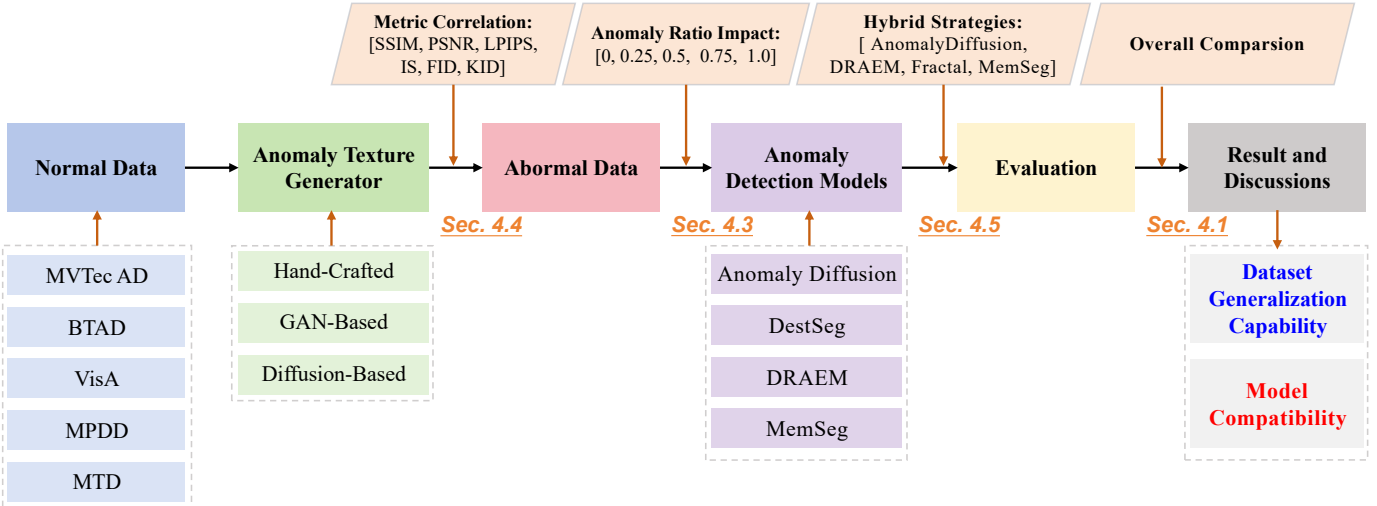 Metric Correlation:
[SSIM, PSNR, LPIPS,
IS, FID, KID]
Anomaly Ratio Impact:
[0, 0.25, 0.5, 0.75, 1.0]
Hybrid Strategies:
[ AnomalyDiffusion,
DRAEM, Fractal, MemSeg]
Overall Comparsion
Normal Data
Anomaly Texture
Generator
Abormal Data
Anomaly
Detection Models
Evaluation
Result and
Discussions
Sec. 4.4
Sec. 4.3
Sec. 4.5
Sec. 4.1
MVTec AD
BTAD
VisA
MPDD
MTD
Hand-Crafted
GAN-Based
Diffusion-Based
Anomaly Diffusion
DestSeg
DRAEM
MemSeg
Dataset
Generalization
Capability
Model
Compatibility